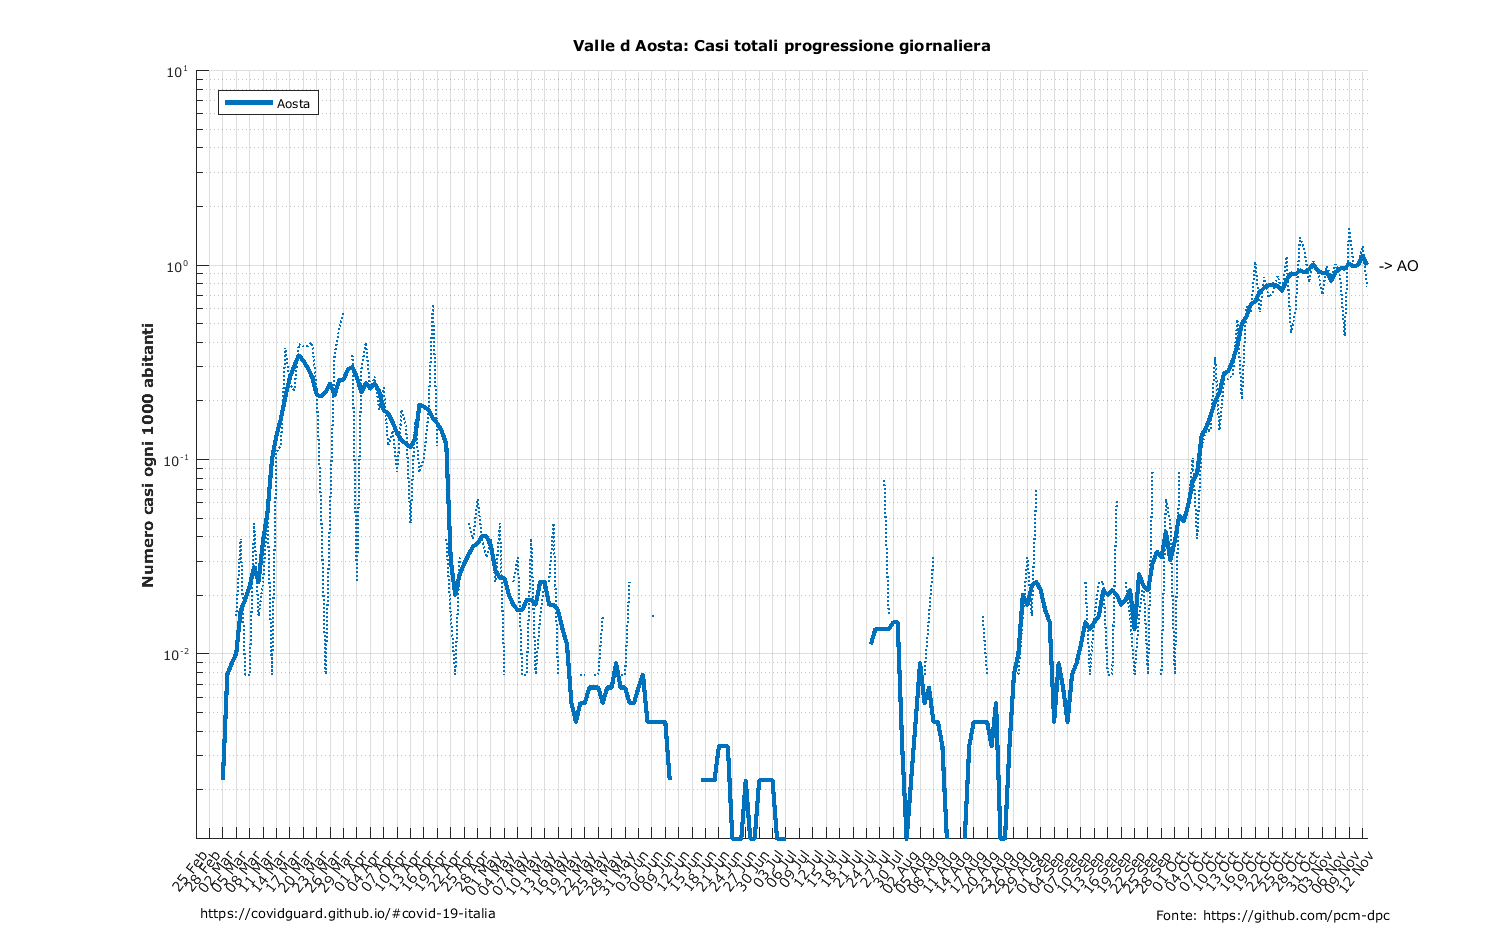 Valle d Aosta: Casi totali progressione giornaliera
Aosta
10¹
10⁰
10⁻¹
10⁻²
Numero casi ogni 1000 abitanti
-> AO
25 Feb
28 Feb
02 Mar
05 Mar
08 Mar
11 Mar
14 Mar
17 Mar
20 Mar
23 Mar
26 Mar
29 Mar
01 Apr
04 Apr
07 Apr
10 Apr
13 Apr
16 Apr
19 Apr
22 Apr
25 Apr
28 Apr
01 May
04 May
07 May
10 May
13 May
16 May
19 May
22 May
25 May
28 May
31 May
03 Jun
06 Jun
09 Jun
12 Jun
15 Jun
18 Jun
21 Jun
24 Jun
27 Jun
30 Jun
03 Jul
06 Jul
09 Jul
12 Jul
15 Jul
18 Jul
21 Jul
24 Jul
27 Jul
30 Jul
02 Aug
05 Aug
08 Aug
11 Aug
14 Aug
17 Aug
20 Aug
23 Aug
26 Aug
29 Aug
01 Sep
04 Sep
07 Sep
10 Sep
13 Sep
16 Sep
19 Sep
22 Sep
25 Sep
28 Sep
01 Oct
04 Oct
07 Oct
10 Oct
13 Oct
16 Oct
19 Oct
22 Oct
25 Oct
28 Oct
31 Oct
03 Nov
06 Nov
09 Nov
12 Nov
https://covidguard.github.io/#covid-19-italia
Fonte: https://github.com/pcm-dpc